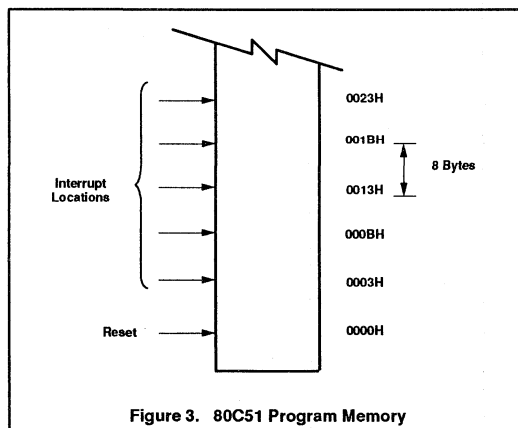 0023H
001BH
8 Bytes
Interrupt
Locations
0013H
000BH
0003H
Reset
0000H
Figure 3. 80C51 Program Memory